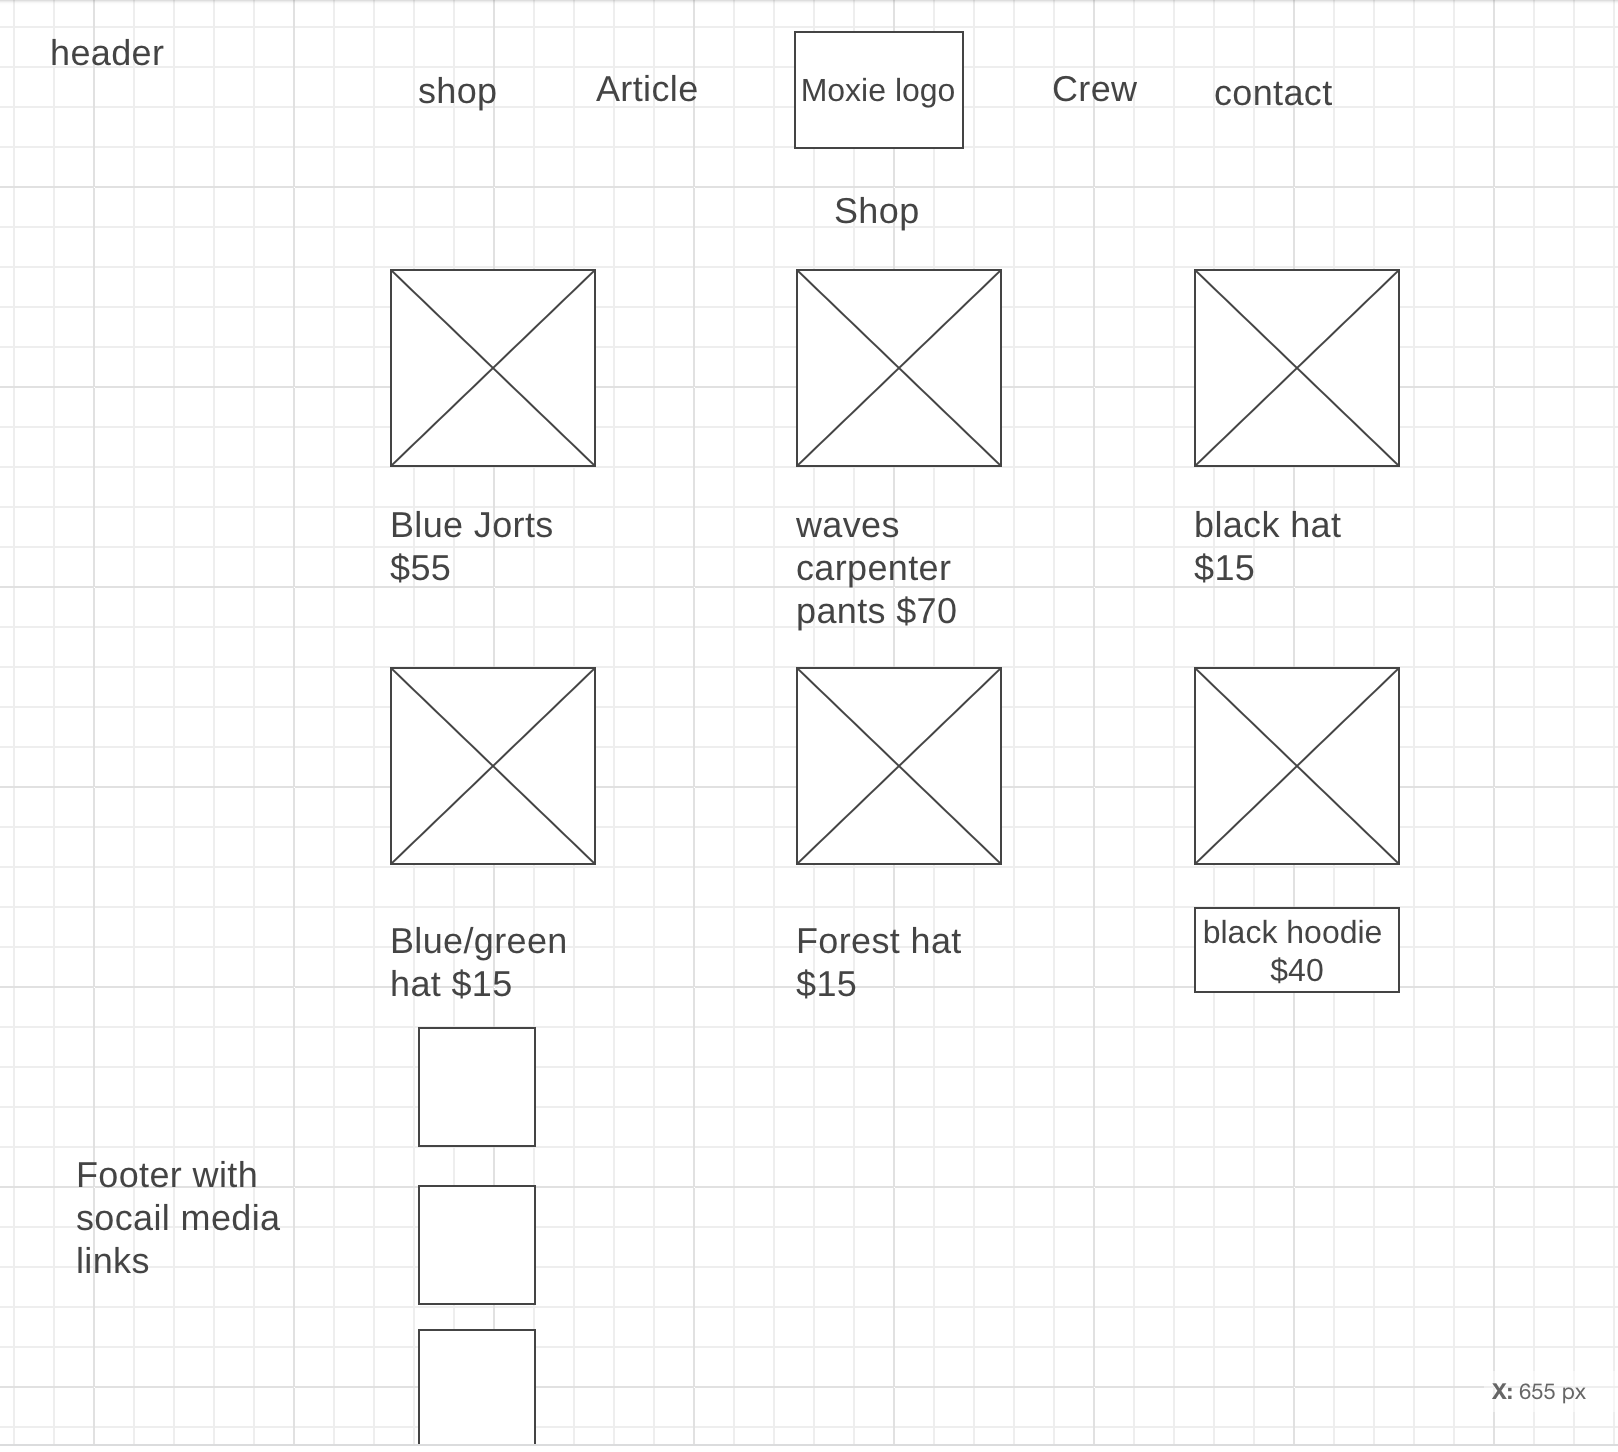 header
shop Article Moxie logo Crew contact
Shop
Blue Jorts
$55
waves
carpenter
pants $70
black hat
$15
Blue/green
hat $15
Forest hat
$15
black hoodie
$40
Footer with
socail media
links
X: 655 px